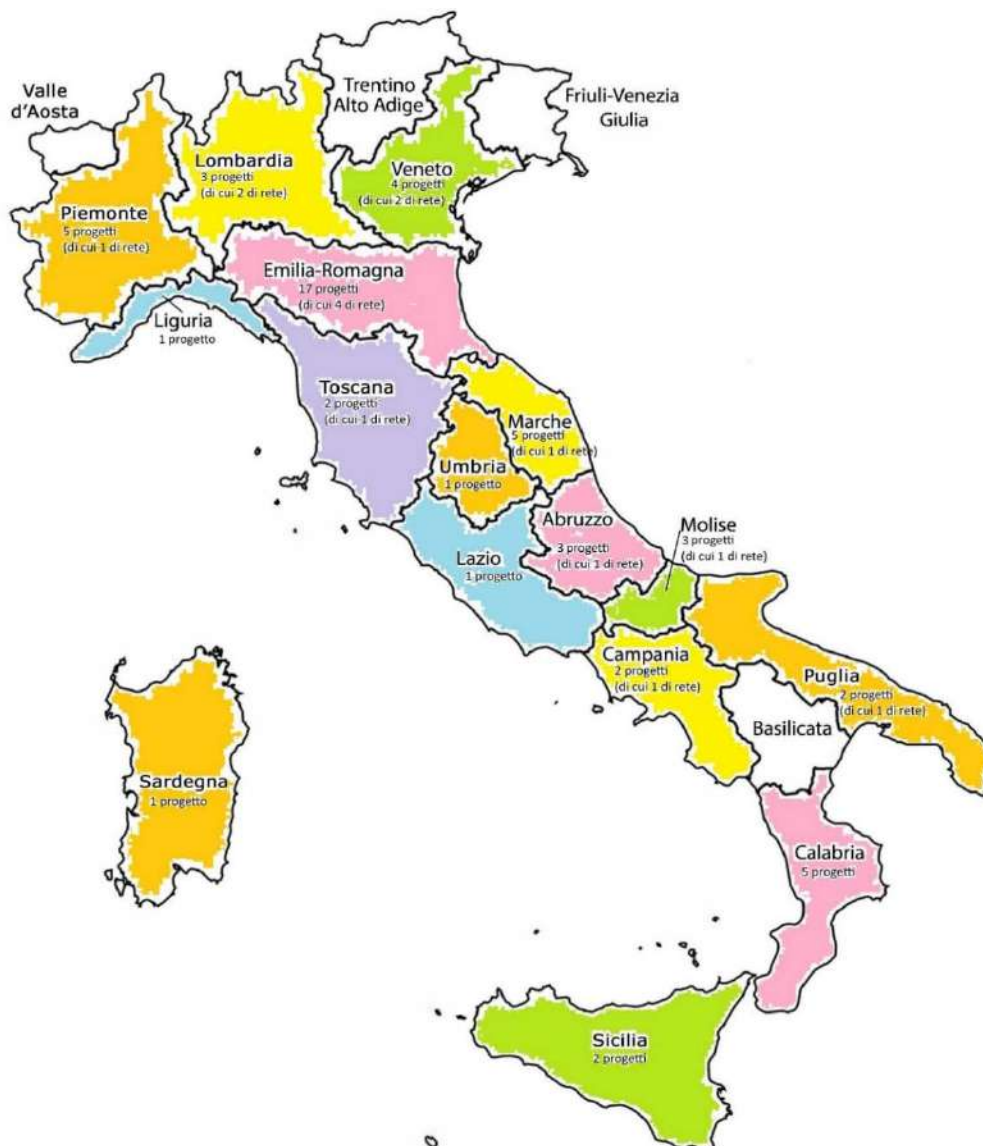 Valle
d'Aosta
Trentino
Alto Adige
Friuli-Venezia
Giulia
Lombardia
3 progetti
(di cui 2 di rete)
Veneto
4 progetti
(di cui 2 di rete)
Piemonte
5 progetti
(di cui 1 di rete)
Emilia-Romagna
17 progetti
(di cui 4 di rete)
Liguria
1 progetto
Toscana
2 progetti
(di cui 1 di rete)
Marche
5 progetti
(di cui 1 di rete)
Umbria
1 progetto
Abruzzo
3 progetti
(di cui 1 di rete)
Molise
3 progetti
(di cui 1 di rete)
Lazio
1 progetto
Campania
2 progetti
(di cui 1 di rete)
Puglia
2 progetti
(di cui 1 di rete)
Basilicata
Sardegna
1 progetto
Calabria
5 progetti
Sicilia
2 progetti